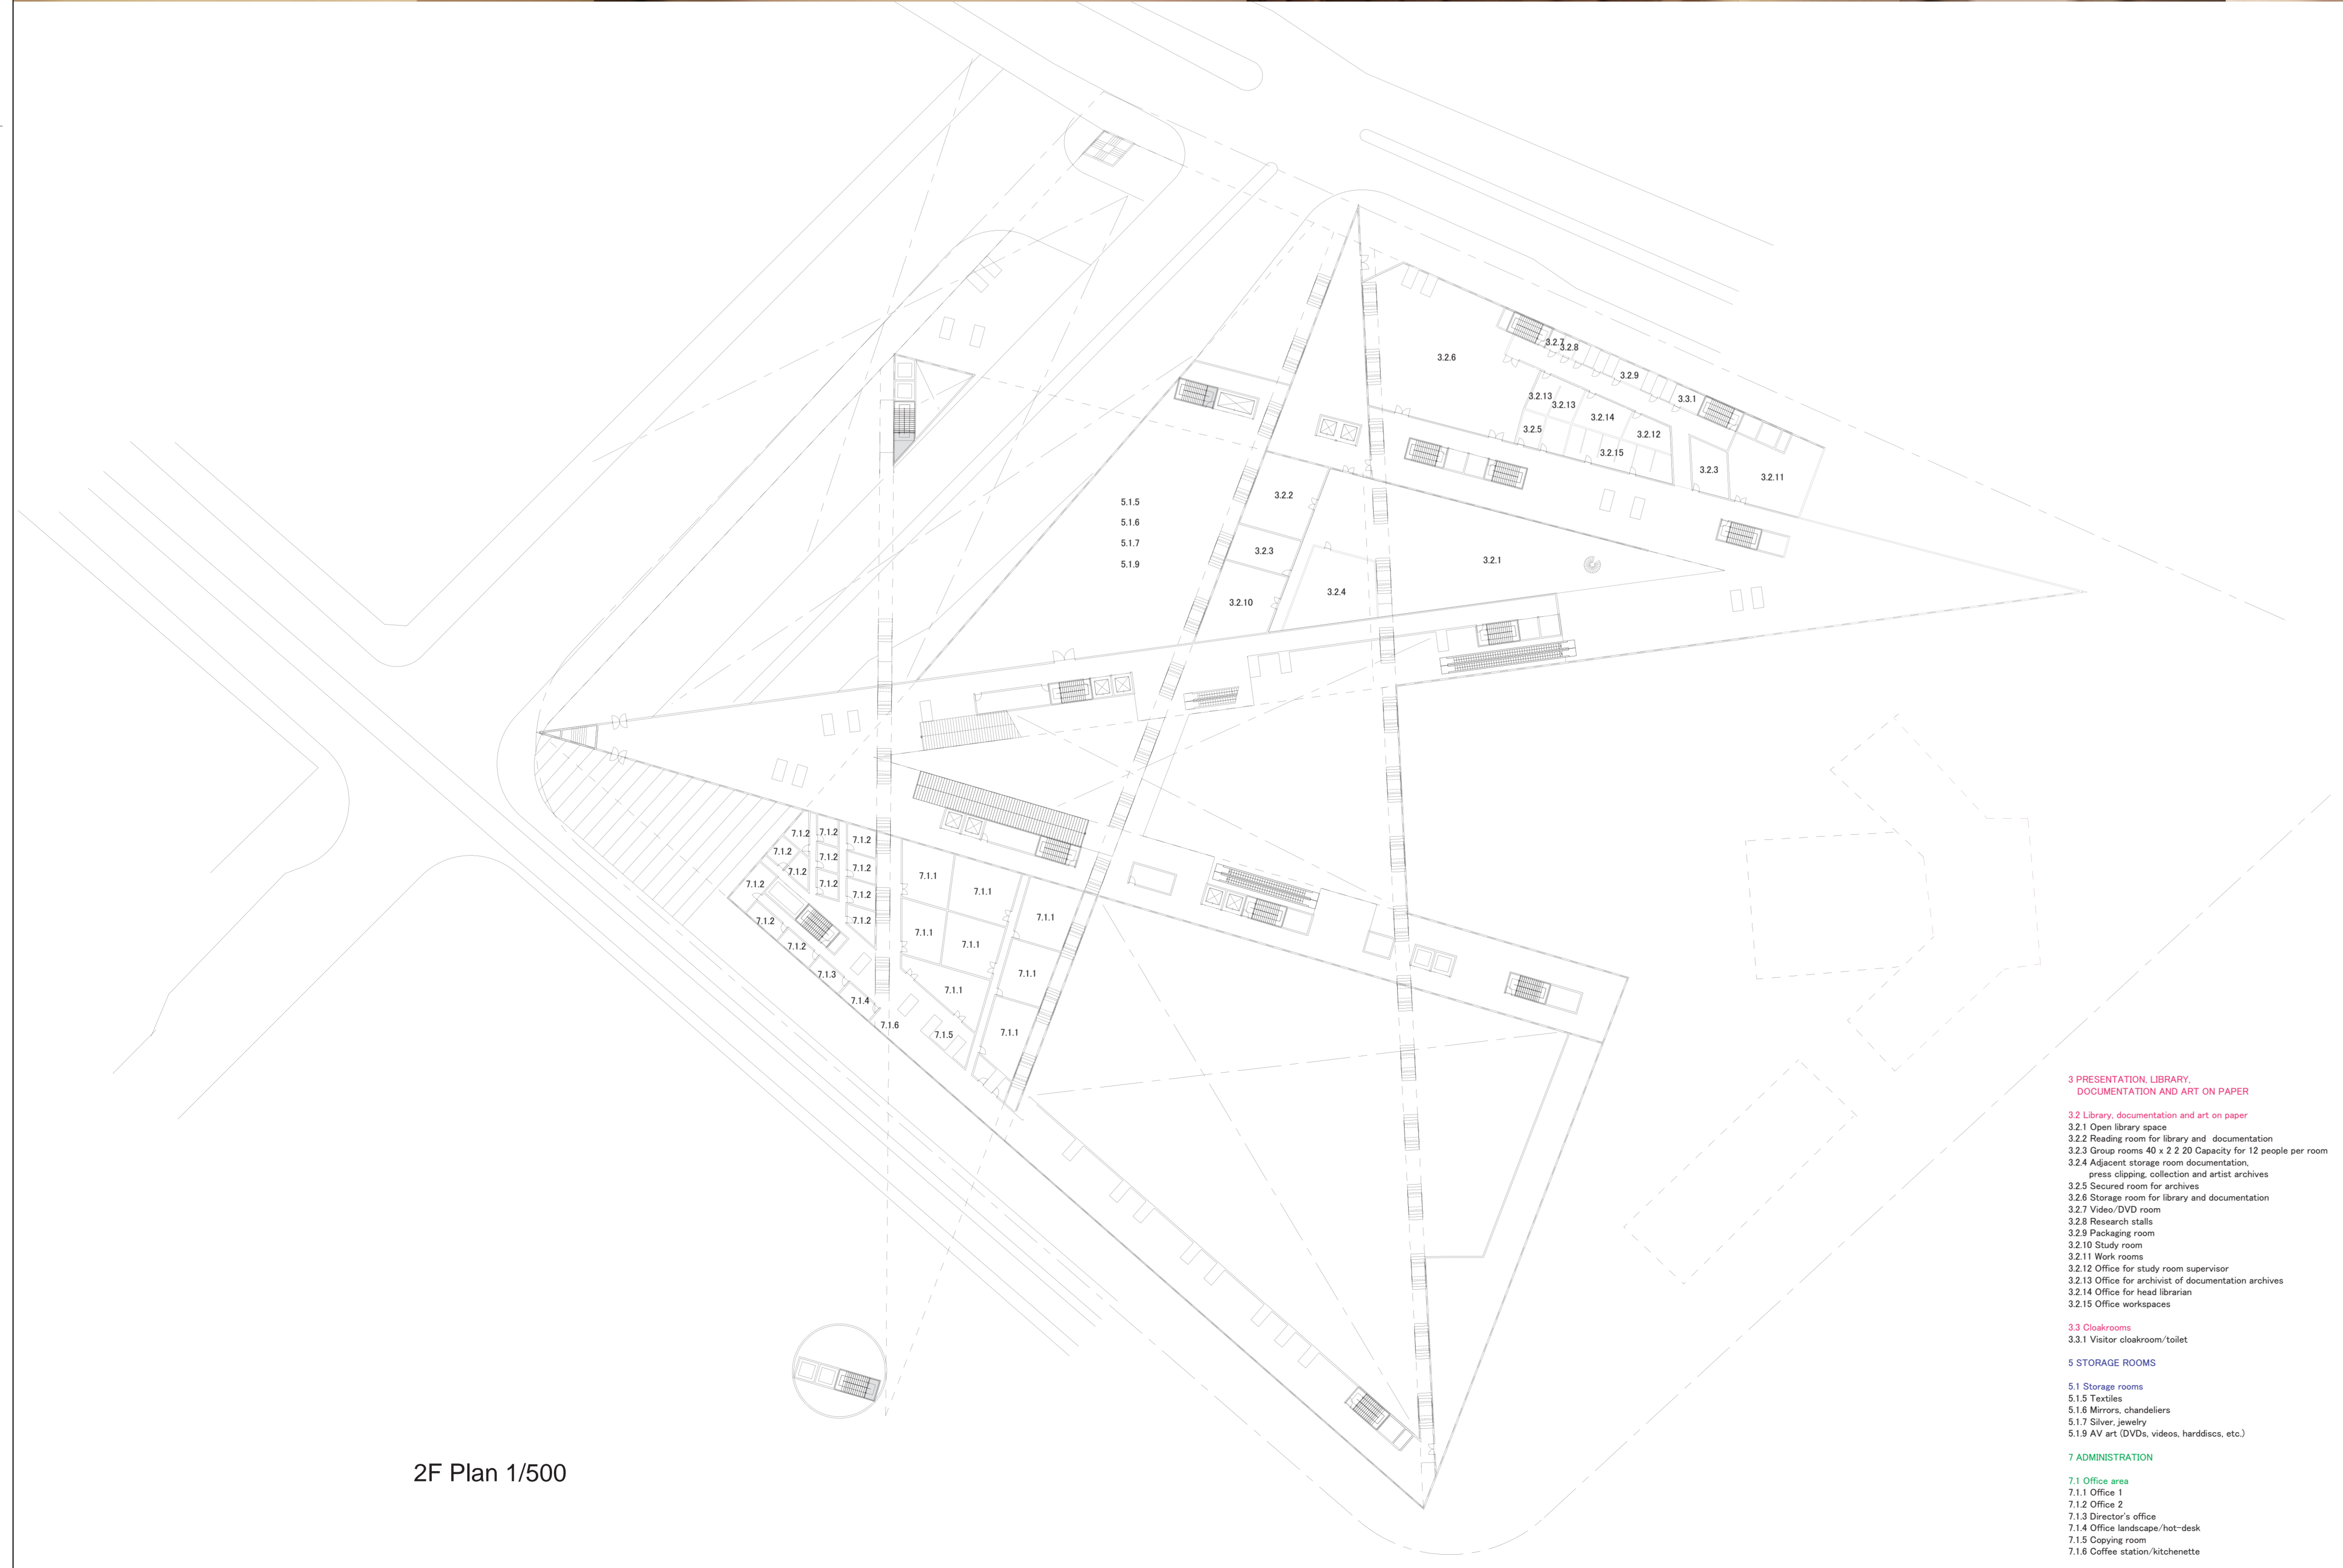 3.2.7
3.2.8
3.2.6
3.2.9
3.2.13
3.2.13
3.3.1
3.2.14
3.2.5
3.2.12
3.2.15
3.2.3
3.2.11
3.2.2
5.1.5
5.1.6
5.1.7
5.1.9
3.2.3
3.2.1
3.2.4
3.2.10
7.1.2
7.1.2
7.1.2
7.1.2
7.1.2
7.1.2
7.1.2
7.1.2
7.1.2
7.1.2
7.1.2
7.1.2
7.1.2
7.1.1
7.1.1
7.1.1
7.1.1
7.1.1
7.1.1
7.1.1
7.1.1
7.1.3
7.1.4
7.1.6
7.1.5
2F Plan 1/500
3 PRESENTATION, LIBRARY,
DOCUMENTATION AND ART ON PAPER
3.2 Library, documentation and art on paper
3.2.1 Open library space
3.2.2 Reading room for library and documentation
3.2.3 Group rooms 40 x 2 2 20 Capacity for 12 people per room
3.2.4 Adjacent storage room documentation,
press clipping, collection and artist archives
3.2.5 Secured room for archives
3.2.6 Storage room for library and documentation
3.2.7 Video/DVD room
3.2.8 Research stalls
3.2.9 Packaging room
3.2.10 Study room
3.2.11 Work rooms
3.2.12 Office for study room supervisor
3.2.13 Office for archivist of documentation archives
3.2.14 Office for head librarian
3.2.15 Office workspaces
3.3 Cloakrooms
3.3.1 Visitor cloakroom/toilet
5 STORAGE ROOMS
5.1 Storage rooms
5.1.5 Textiles
5.1.6 Mirrors, chandeliers
5.1.7 Silver, jewelry
5.1.9 AV art (DVDs, videos, harddiscs, etc.)
7 ADMINISTRATION
7.1 Office area
7.1.1 Office 1
7.1.2 Office 2
7.1.3 Director's office
7.1.4 Office landscape/hot-desk
7.1.5 Copying room
7.1.6 Coffee station/kitchenette